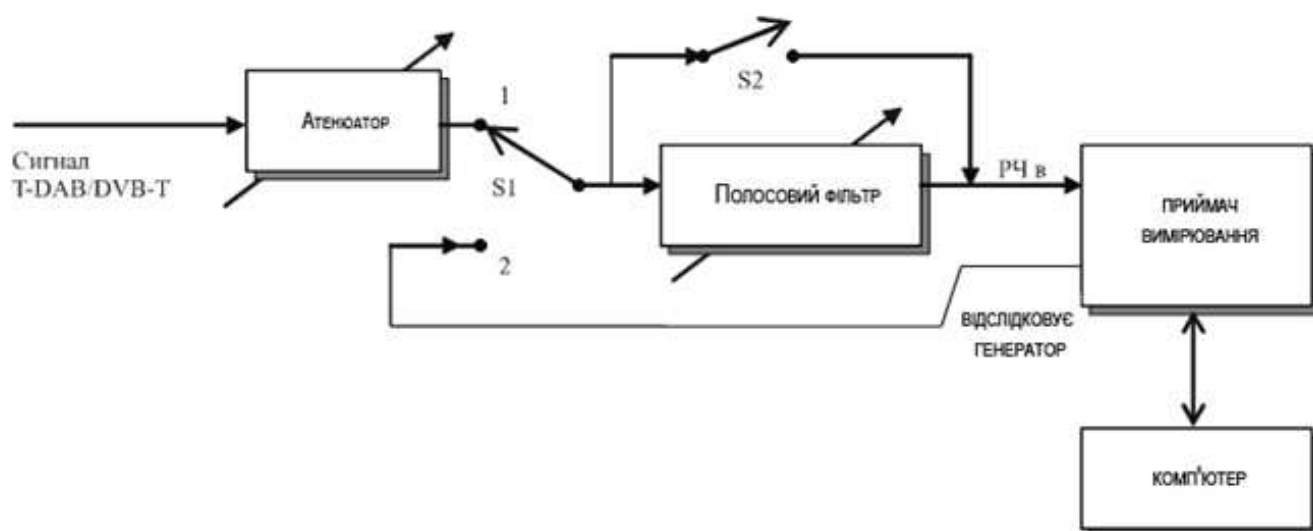 S2
1
Атенюатор
Сигнал
T-DAB/DVB-T
S1
Полосовий фільтр
РЧ в
ПРИЙМАЧ
ВИМІРЮВАННЯ
2
ВІДСЛІДКОВУЄ
ГЕНЕРАТОР
КОМП'ЮТЕР